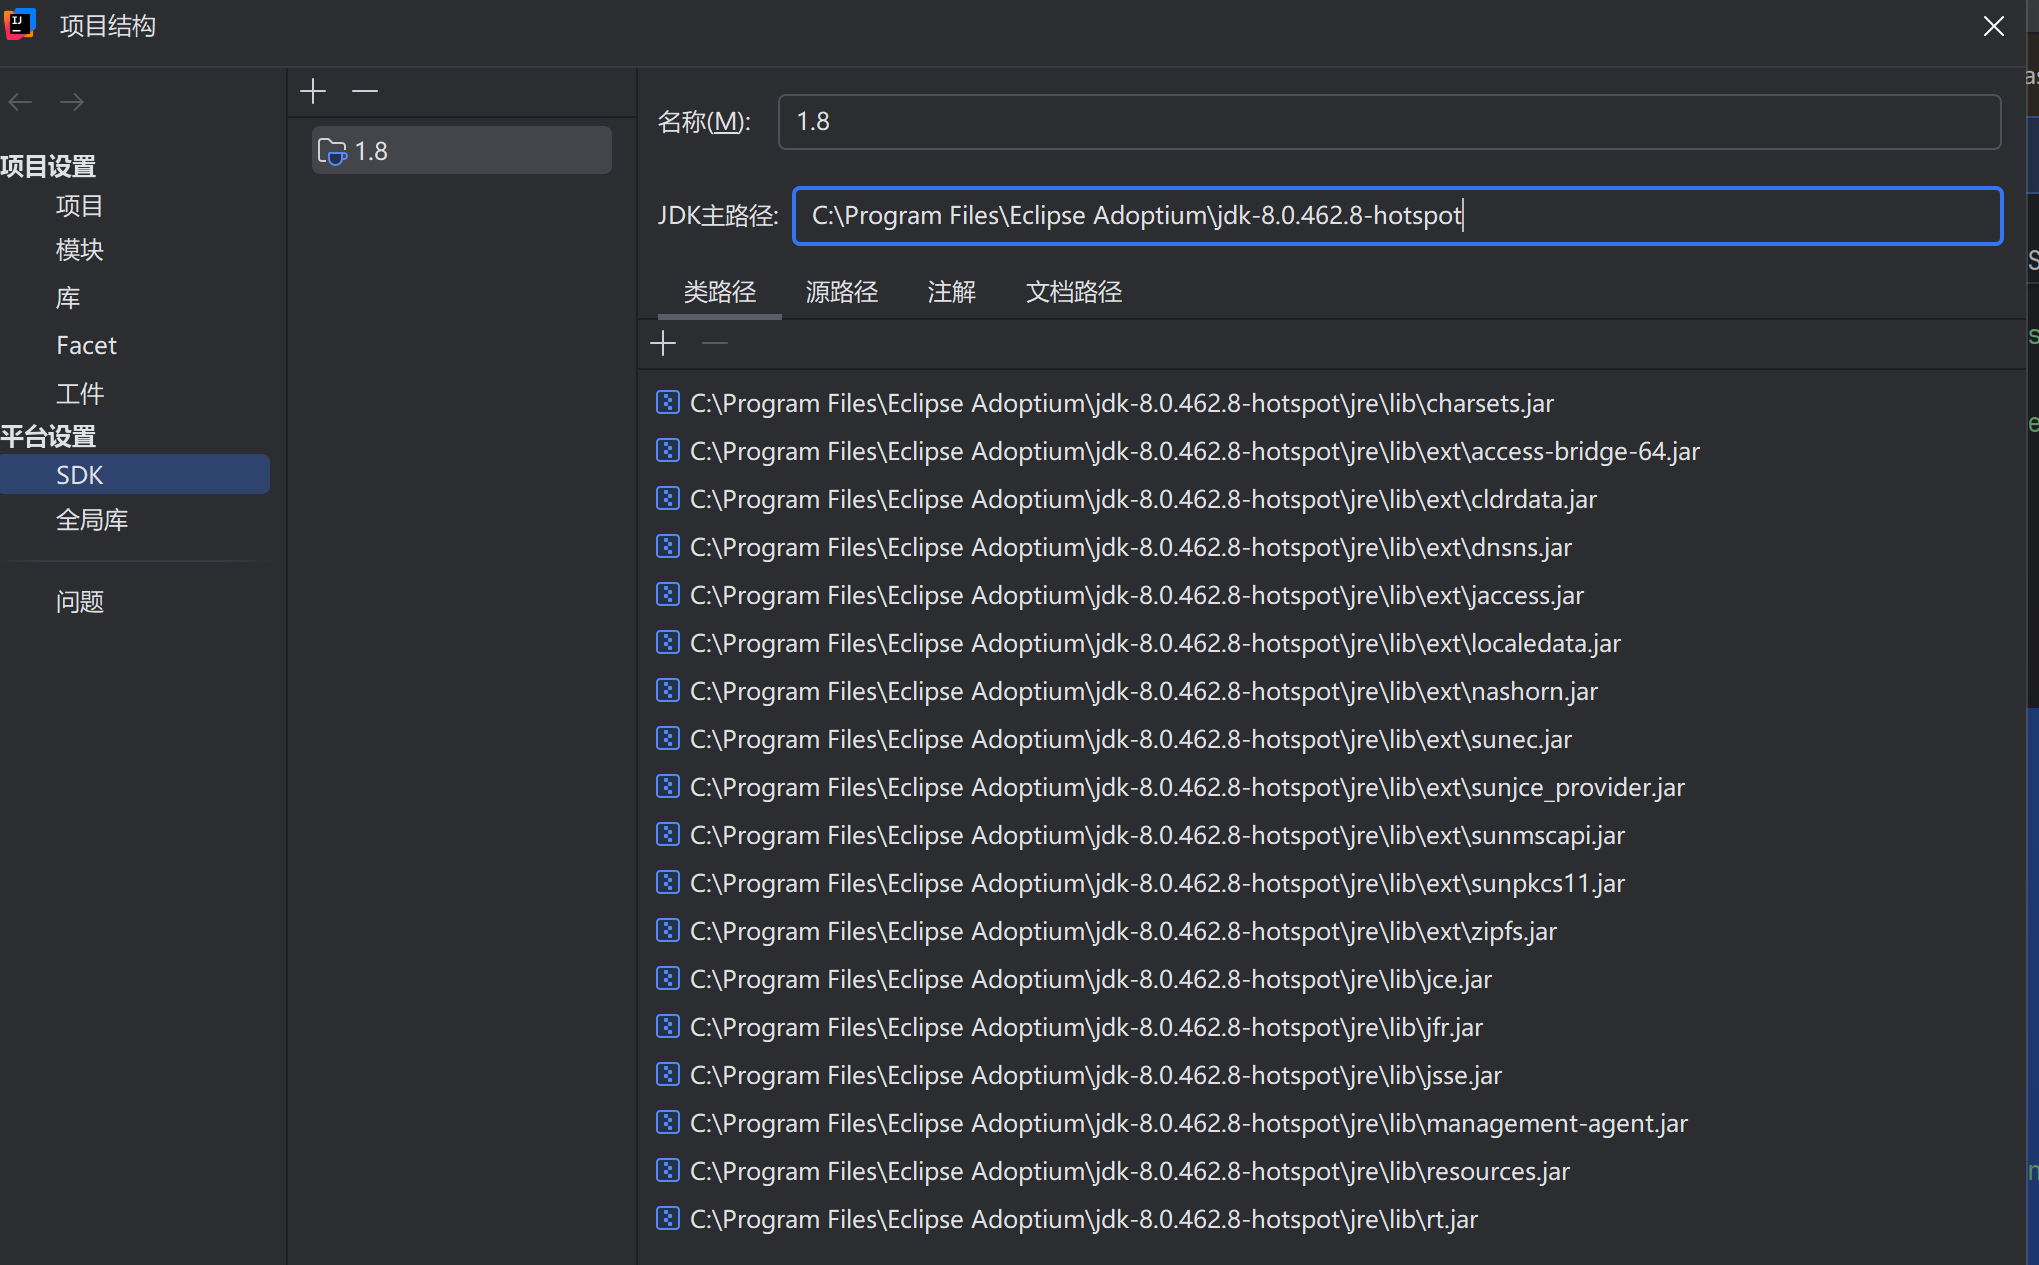 项目结构
项目设置
项目
模块
库
Facet
工件
平台设置
SDK
全局库
问题
1.8
名称(M): 1.8
JDK主路径: C:\Program Files\Eclipse Adoptium\jdk-8.0.462.8-hotspot
类路径 源路径 注解 文档路径
C:\Program Files\Eclipse Adoptium\jdk-8.0.462.8-hotspot\jre\lib\charsets.jar
C:\Program Files\Eclipse Adoptium\jdk-8.0.462.8-hotspot\jre\lib\ext\access-bridge-64.jar
C:\Program Files\Eclipse Adoptium\jdk-8.0.462.8-hotspot\jre\lib\ext\cldrdata.jar
C:\Program Files\Eclipse Adoptium\jdk-8.0.462.8-hotspot\jre\lib\ext\dnsns.jar
C:\Program Files\Eclipse Adoptium\jdk-8.0.462.8-hotspot\jre\lib\ext\jaccess.jar
C:\Program Files\Eclipse Adoptium\jdk-8.0.462.8-hotspot\jre\lib\ext\localedata.jar
C:\Program Files\Eclipse Adoptium\jdk-8.0.462.8-hotspot\jre\lib\ext\nashorn.jar
C:\Program Files\Eclipse Adoptium\jdk-8.0.462.8-hotspot\jre\lib\ext\sunec.jar
C:\Program Files\Eclipse Adoptium\jdk-8.0.462.8-hotspot\jre\lib\ext\sunjce_provider.jar
C:\Program Files\Eclipse Adoptium\jdk-8.0.462.8-hotspot\jre\lib\ext\sunmscapi.jar
C:\Program Files\Eclipse Adoptium\jdk-8.0.462.8-hotspot\jre\lib\ext\sunpkcs11.jar
C:\Program Files\Eclipse Adoptium\jdk-8.0.462.8-hotspot\jre\lib\ext\zipfs.jar
C:\Program Files\Eclipse Adoptium\jdk-8.0.462.8-hotspot\jre\lib\jce.jar
C:\Program Files\Eclipse Adoptium\jdk-8.0.462.8-hotspot\jre\lib\jfr.jar
C:\Program Files\Eclipse Adoptium\jdk-8.0.462.8-hotspot\jre\lib\jsse.jar
C:\Program Files\Eclipse Adoptium\jdk-8.0.462.8-hotspot\jre\lib\management-agent.jar
C:\Program Files\Eclipse Adoptium\jdk-8.0.462.8-hotspot\jre\lib\resources.jar
C:\Program Files\Eclipse Adoptium\jdk-8.0.462.8-hotspot\jre\lib\rt.jar